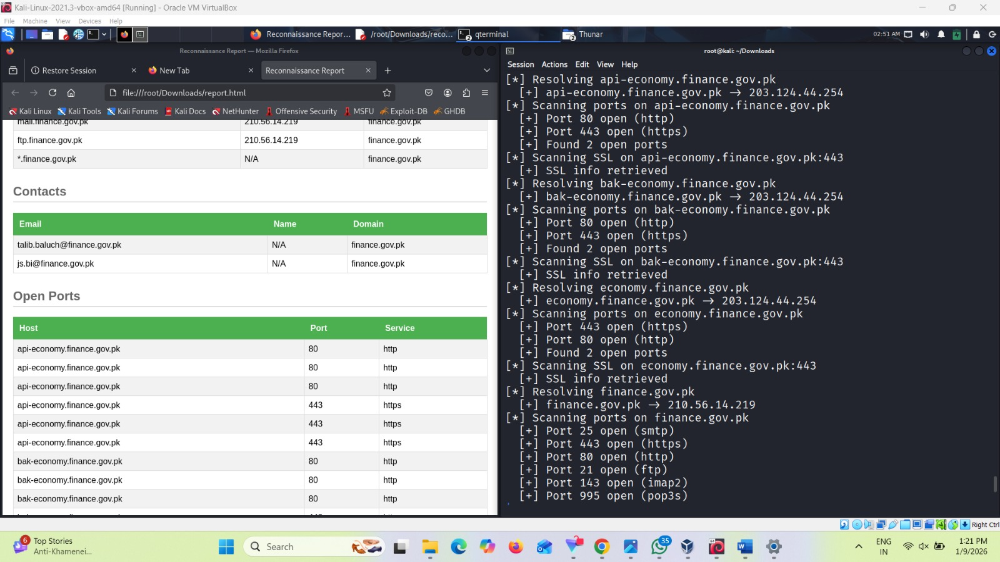 Kali-Linux-2021.3-vbox-amd64 [Running] - Oracle VM VirtualBox
File Machine View Devices Help
Reconnaissance Repor... /root/Downloads/reco... qterminal Thunar 02:51 AM
Reconnaissance Report — Mozilla Firefox
Restore Session New Tab Reconnaissance Report
file:///root/Downloads/report.html
Kali Linux Kali Tools Kali Forums Kali Docs NetHunter Offensive Security MSFU Exploit-DB GHDB
mail.finance.gov.pk 210.56.14.219 finance.gov.pk
ftp.finance.gov.pk 210.56.14.219 finance.gov.pk
*.finance.gov.pk N/A finance.gov.pk
Contacts
Email Name Domain
talib.baluch@finance.gov.pk N/A finance.gov.pk
js.bi@finance.gov.pk N/A finance.gov.pk
Open Ports
Host Port Service
api-economy.finance.gov.pk 80 http
api-economy.finance.gov.pk 80 http
api-economy.finance.gov.pk 80 http
api-economy.finance.gov.pk 443 https
api-economy.finance.gov.pk 443 https
api-economy.finance.gov.pk 443 https
bak-economy.finance.gov.pk 80 http
bak-economy.finance.gov.pk 80 http
bak-economy.finance.gov.pk 80 http
root@kali: ~/Downloads
Session Actions Edit View Help
[*] Resolving api-economy.finance.gov.pk
[+] api-economy.finance.gov.pk → 203.124.44.254
[*] Scanning ports on api-economy.finance.gov.pk
[+] Port 80 open (http)
[+] Port 443 open (https)
[+] Found 2 open ports
[*] Scanning SSL on api-economy.finance.gov.pk:443
[+] SSL info retrieved
[*] Resolving bak-economy.finance.gov.pk
[+] bak-economy.finance.gov.pk → 203.124.44.254
[*] Scanning ports on bak-economy.finance.gov.pk
[+] Port 80 open (http)
[+] Port 443 open (https)
[+] Found 2 open ports
[*] Scanning SSL on bak-economy.finance.gov.pk:443
[+] SSL info retrieved
[*] Resolving economy.finance.gov.pk
[+] economy.finance.gov.pk → 203.124.44.254
[*] Scanning ports on economy.finance.gov.pk
[+] Port 443 open (https)
[+] Port 80 open (http)
[+] Found 2 open ports
[*] Scanning SSL on economy.finance.gov.pk:443
[+] SSL info retrieved
[*] Resolving finance.gov.pk
[+] finance.gov.pk → 210.56.14.219
[*] Scanning ports on finance.gov.pk
[+] Port 25 open (smtp)
[+] Port 443 open (https)
[+] Port 80 open (http)
[+] Port 21 open (ftp)
[+] Port 143 open (imap2)
[+] Port 995 open (pop3s)
Right Ctrl
6 Top Stories
Anti-Khamenei...
Search
35
ENG
IN
1:21 PM
1/9/2026